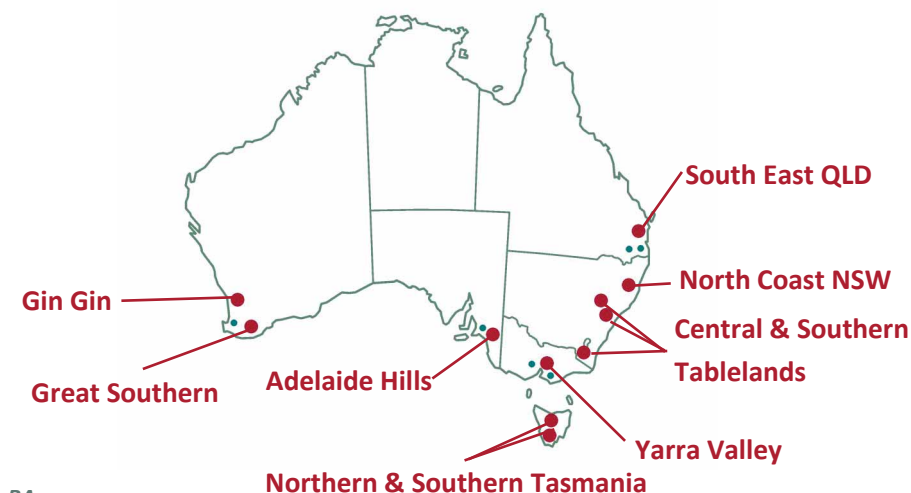 South East QLD
North Coast NSW
Gin Gin
Central & Southern
Tablelands
Great Southern
Adelaide Hills
Yarra Valley
Northern & Southern Tasmania